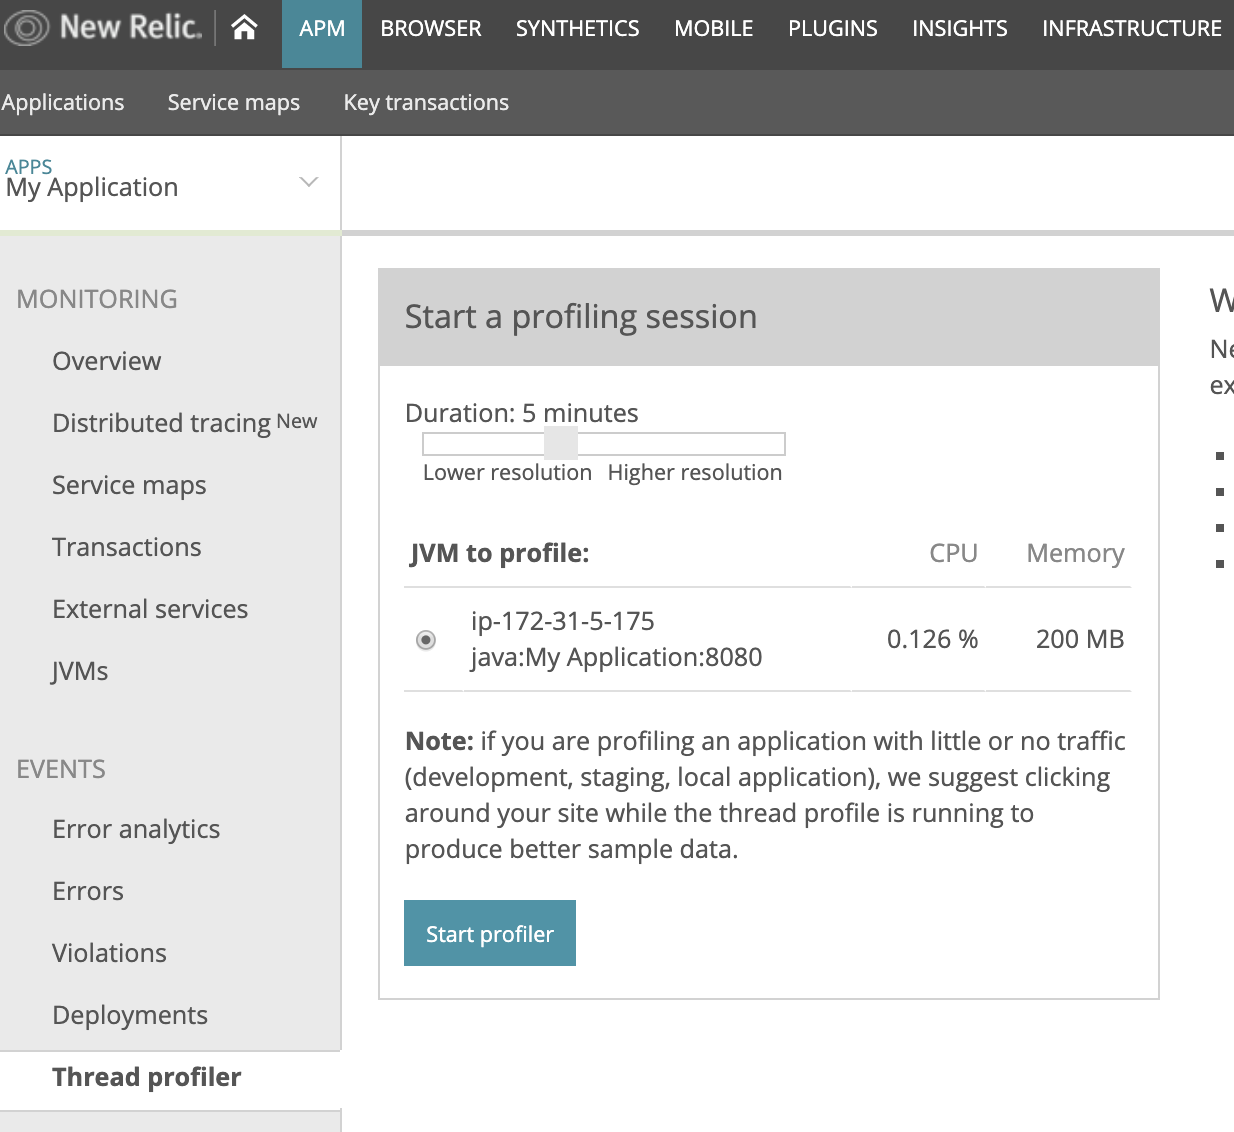 New Relic.
APM
BROWSER
SYNTHETICS
MOBILE
PLUGINS
INSIGHTS
INFRASTRUCTURE
Applications
Service maps
Key transactions
APPS
My Application
MONITORING
Overview
Distributed tracing New
Service maps
Transactions
External services
JVMs
EVENTS
Error analytics
Errors
Violations
Deployments
Thread profiler
Start a profiling session
Duration: 5 minutes
Lower resolution Higher resolution
JVM to profile: CPU Memory
ip-172-31-5-175
java:My Application:8080
0.126 % 200 MB
Note: if you are profiling an application with little or no traffic
(development, staging, local application), we suggest clicking
around your site while the thread profile is running to
produce better sample data.
Start profiler